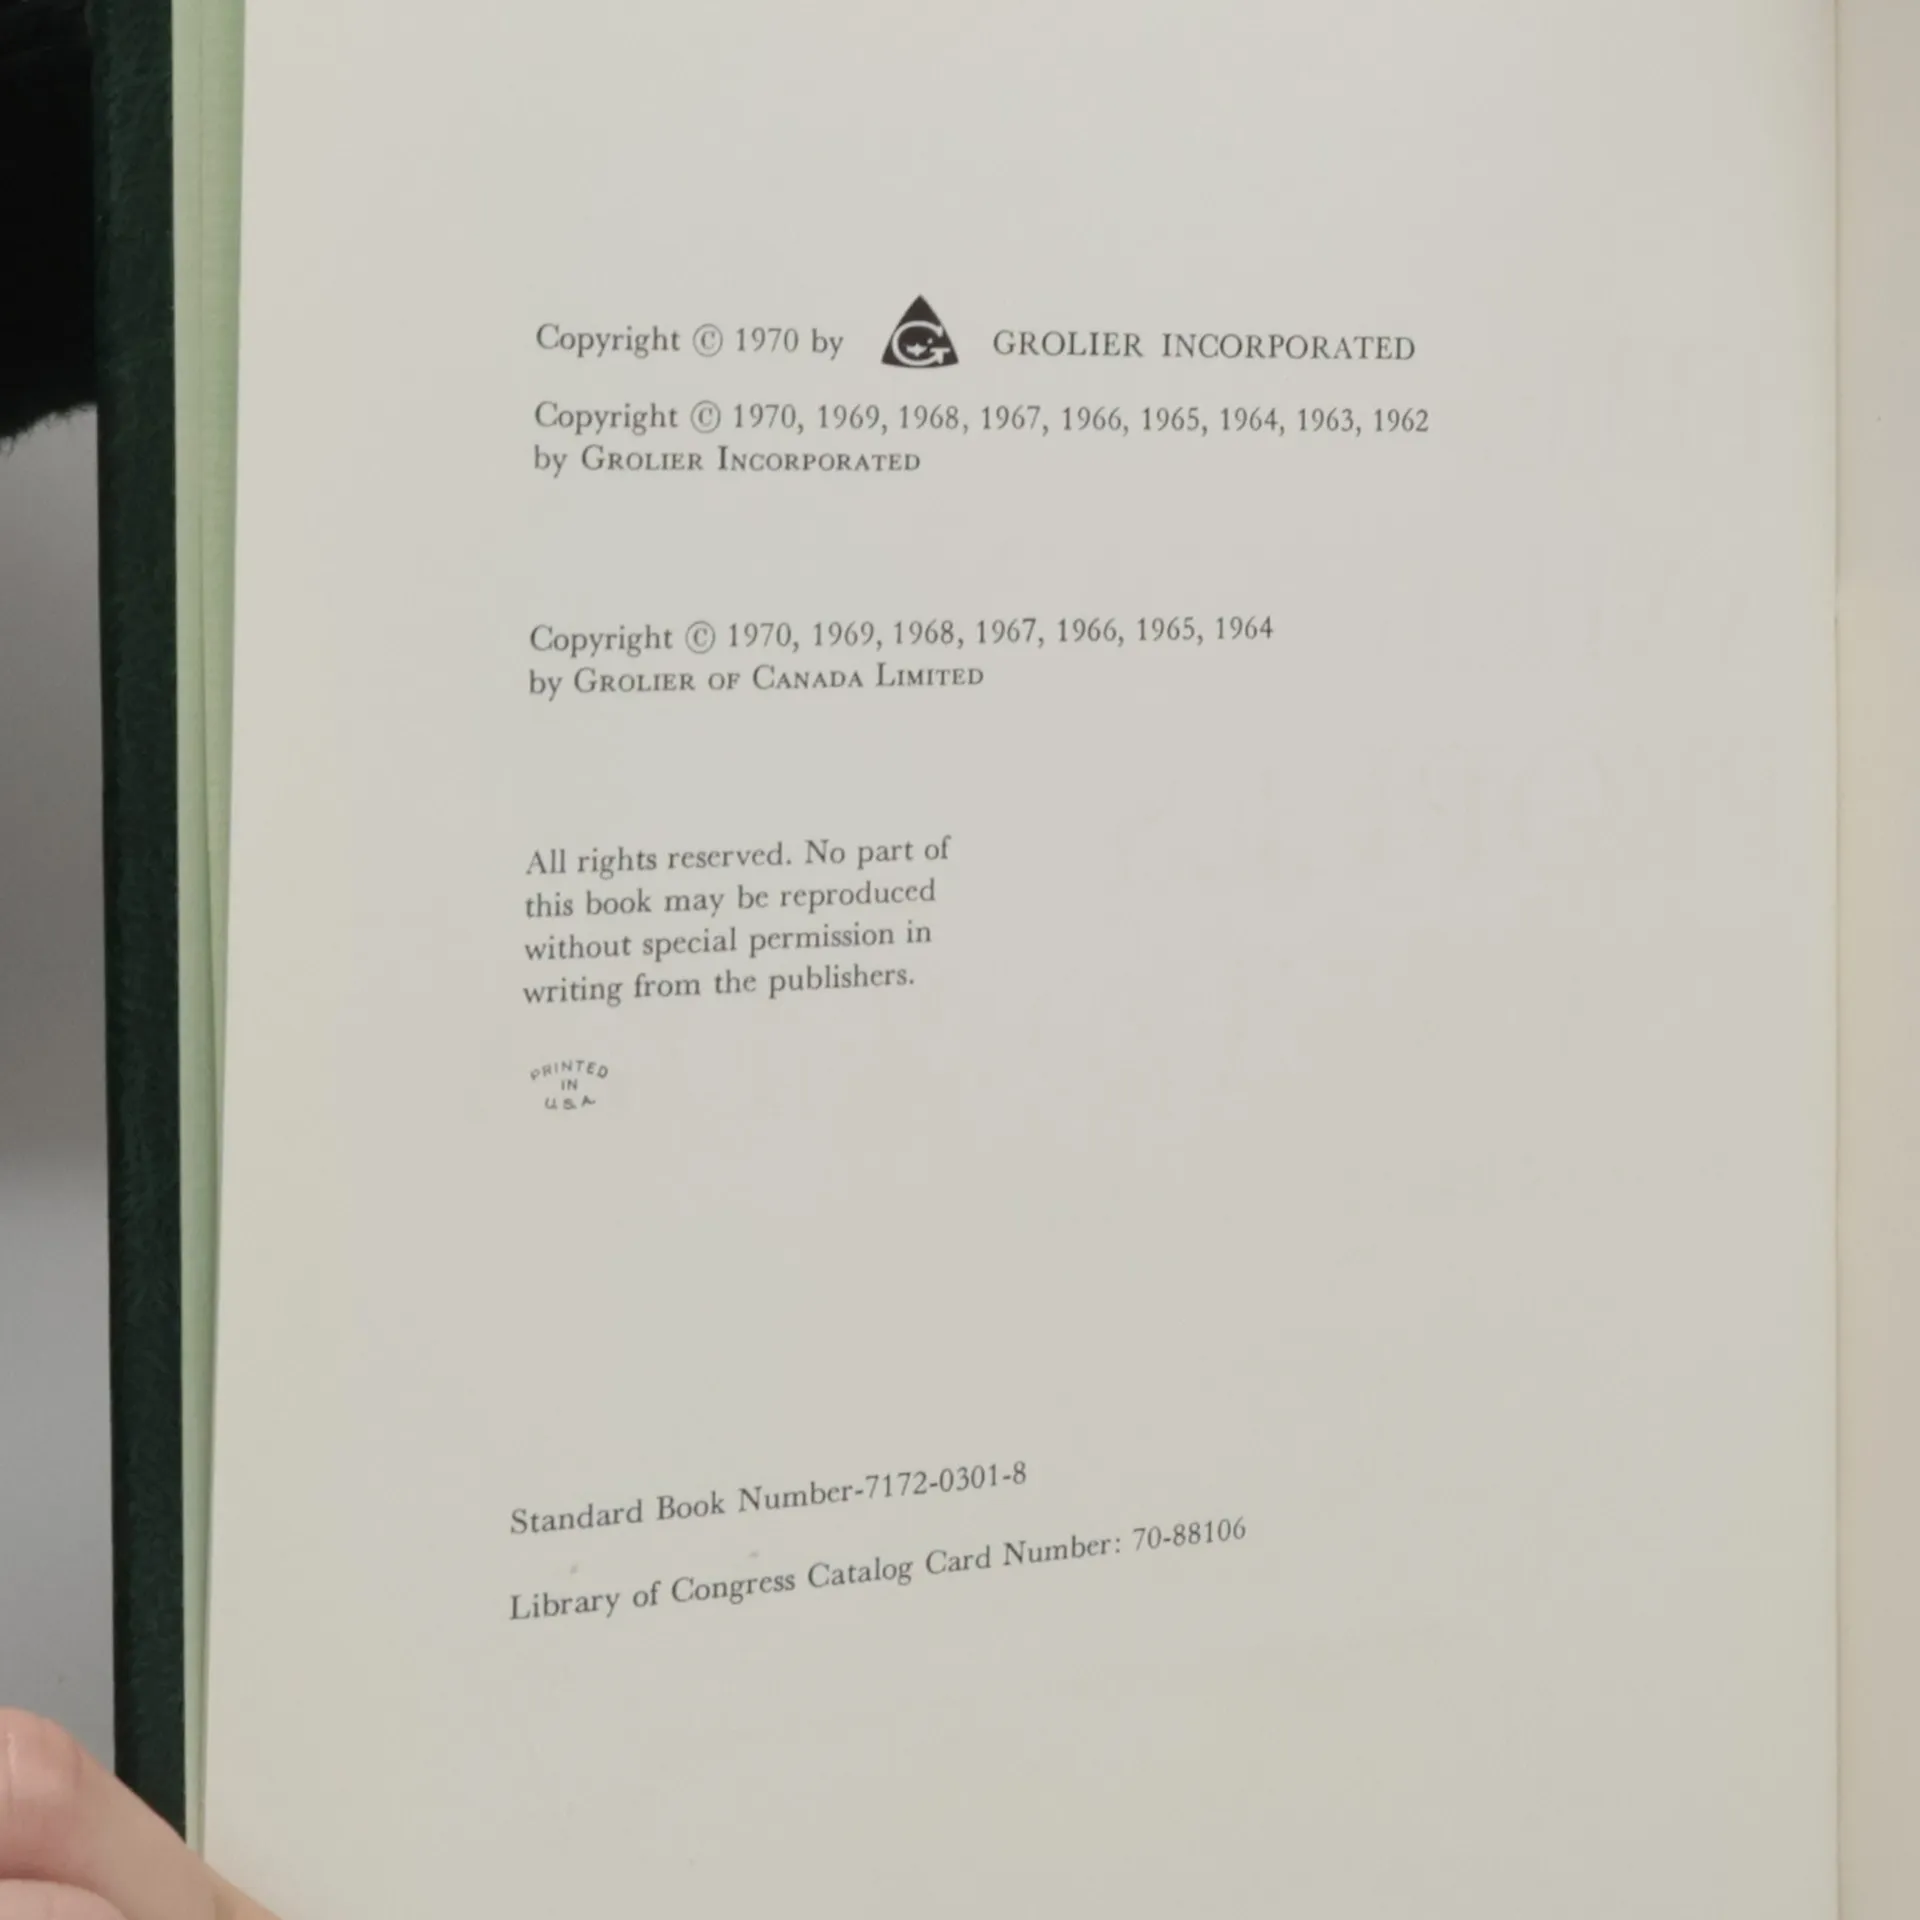 Copyright © 1970 by G GROLIER INCORPORATED
Copyright © 1970, 1969, 1968, 1967, 1966, 1965, 1964, 1963, 1962
by GROLIER INCORPORATED
Copyright © 1970, 1969, 1968, 1967, 1966, 1965, 1964
by GROLIER OF CANADA LIMITED
All rights reserved. No part of
this book may be reproduced
without special permission in
writing from the publishers.
PRINTED
IN
U.S.A.
Standard Book Number-7172-0301-8
Library of Congress Catalog Card Number: 70-88106